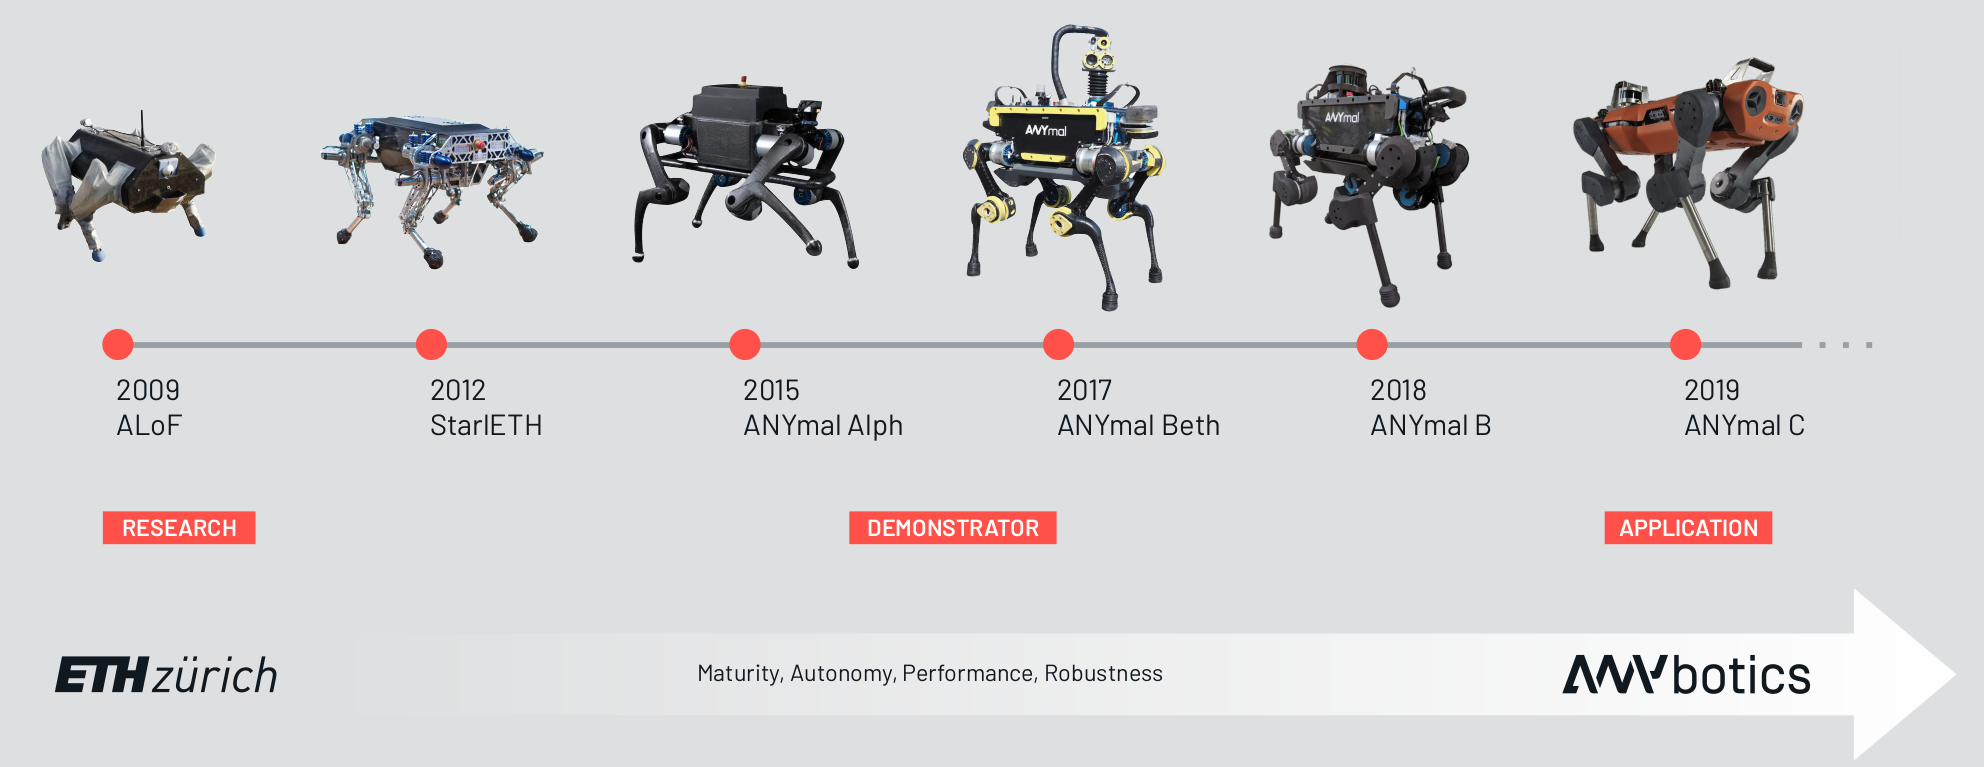 ANYmal
ANYmal
2009
ALoF
2012
StarlETH
2015
ANYmal Alph
2017
ANYmal Beth
2018
ANYmal B
2019
ANYmal C
RESEARCH
DEMONSTRATOR
APPLICATION
ETH zürich
Maturity, Autonomy, Performance, Robustness
ANYbotics